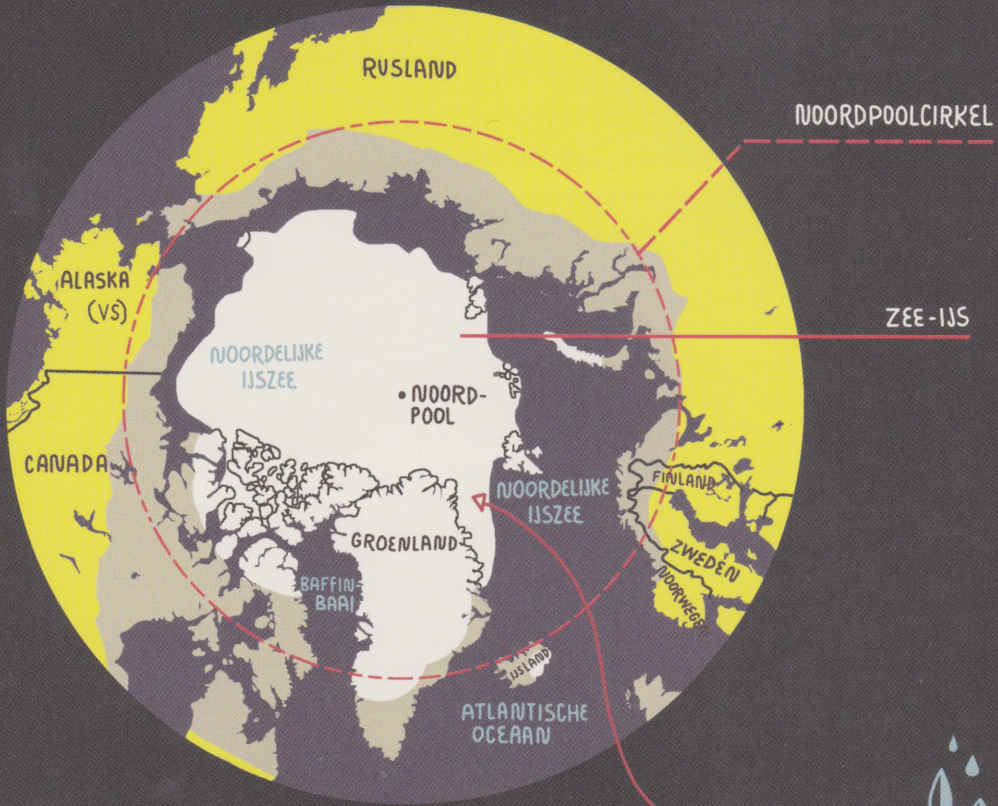 RUSLAND
NOORDPOOLCIRKEL
ALASKA
(VS)
ZEE-IJS
NOORDELIJKE
IJSZEE
NOORD-
POOL
CANADA
FINLAND
NOORDELIJKE
IJSZEE
GROENLAND
ZWEDEN
NOORWEGEN
BAFFIN-
BAAI
IJSLAND
ATLANTISCHE
OCEAAN